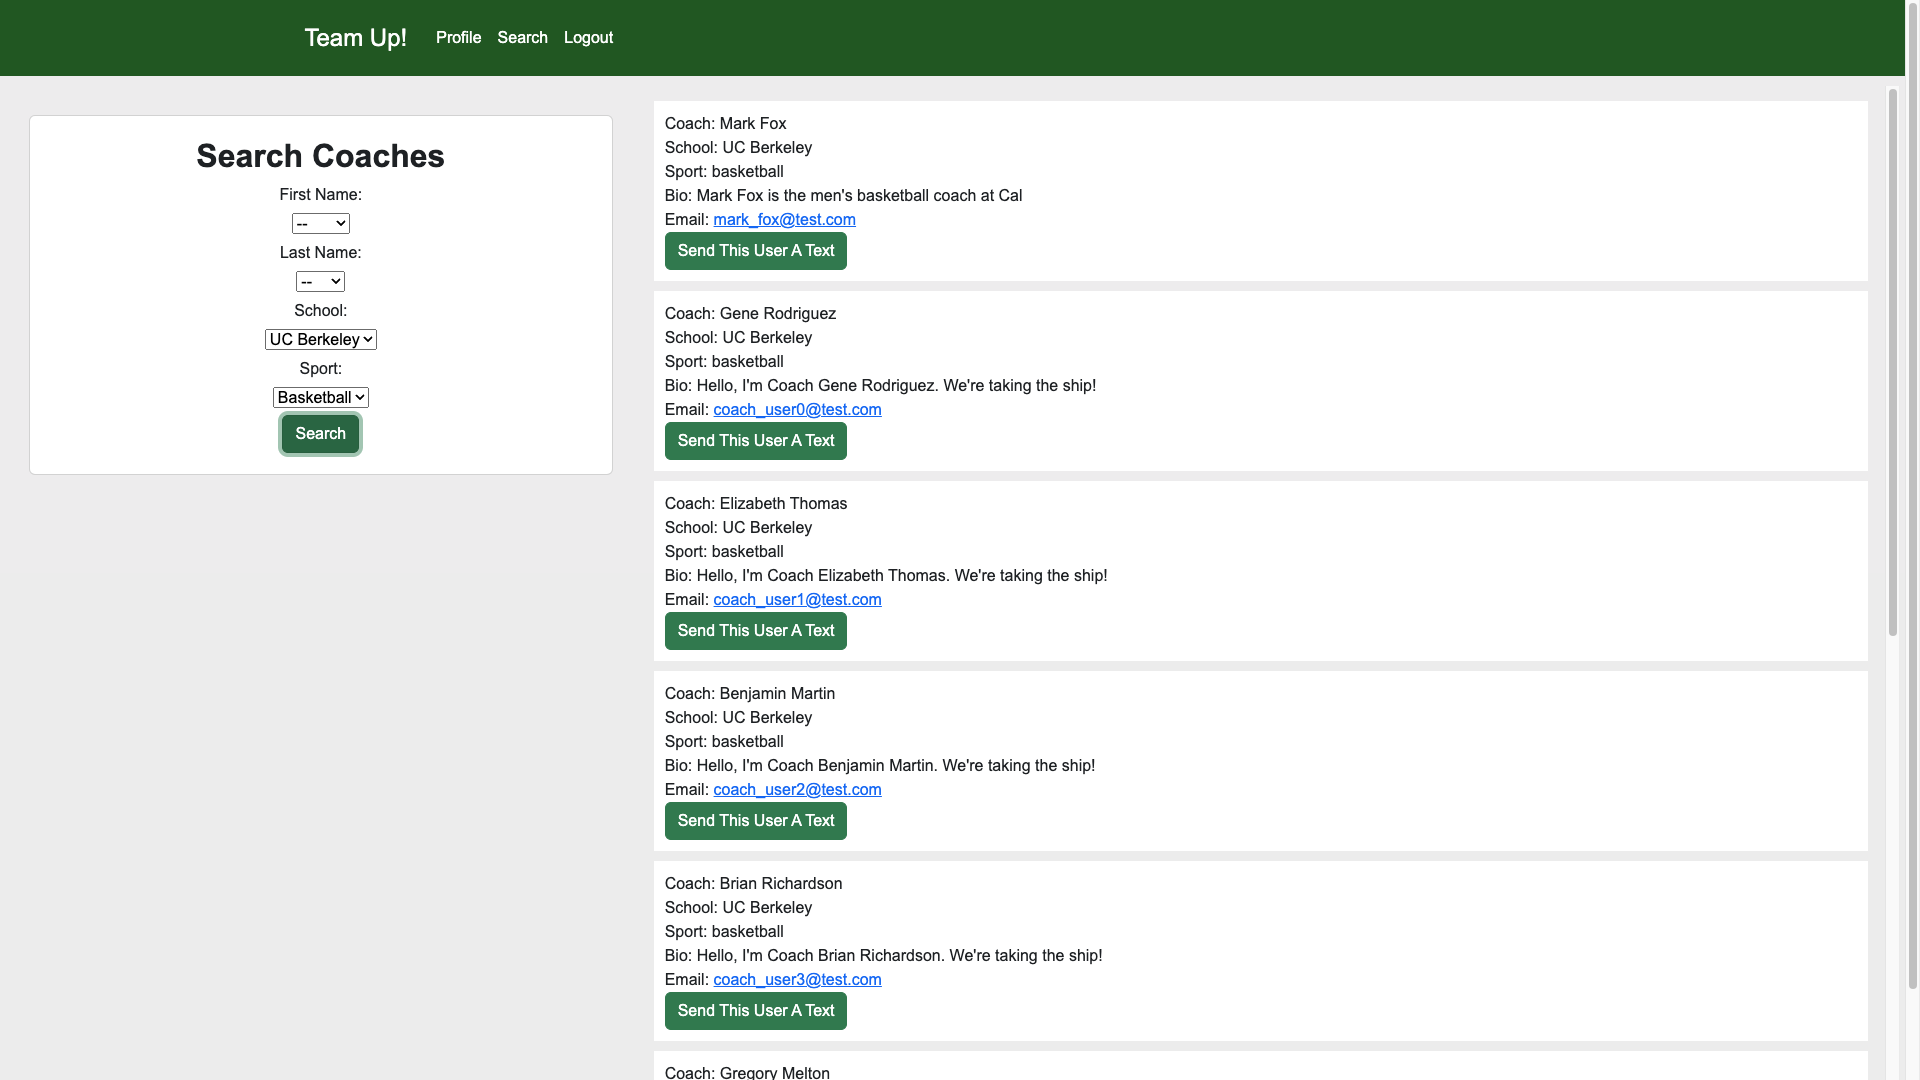 Team Up! Profile Search Logout
Search Coaches
First Name:
--
Last Name:
--
School:
UC Berkeley
Sport:
Basketball
Search
Coach: Mark Fox
School: UC Berkeley
Sport: basketball
Bio: Mark Fox is the men's basketball coach at Cal
Email: mark_fox@test.com
Send This User A Text
Coach: Gene Rodriguez
School: UC Berkeley
Sport: basketball
Bio: Hello, I'm Coach Gene Rodriguez. We're taking the ship!
Email: coach_user0@test.com
Send This User A Text
Coach: Elizabeth Thomas
School: UC Berkeley
Sport: basketball
Bio: Hello, I'm Coach Elizabeth Thomas. We're taking the ship!
Email: coach_user1@test.com
Send This User A Text
Coach: Benjamin Martin
School: UC Berkeley
Sport: basketball
Bio: Hello, I'm Coach Benjamin Martin. We're taking the ship!
Email: coach_user2@test.com
Send This User A Text
Coach: Brian Richardson
School: UC Berkeley
Sport: basketball
Bio: Hello, I'm Coach Brian Richardson. We're taking the ship!
Email: coach_user3@test.com
Send This User A Text
Coach: Gregory Melton